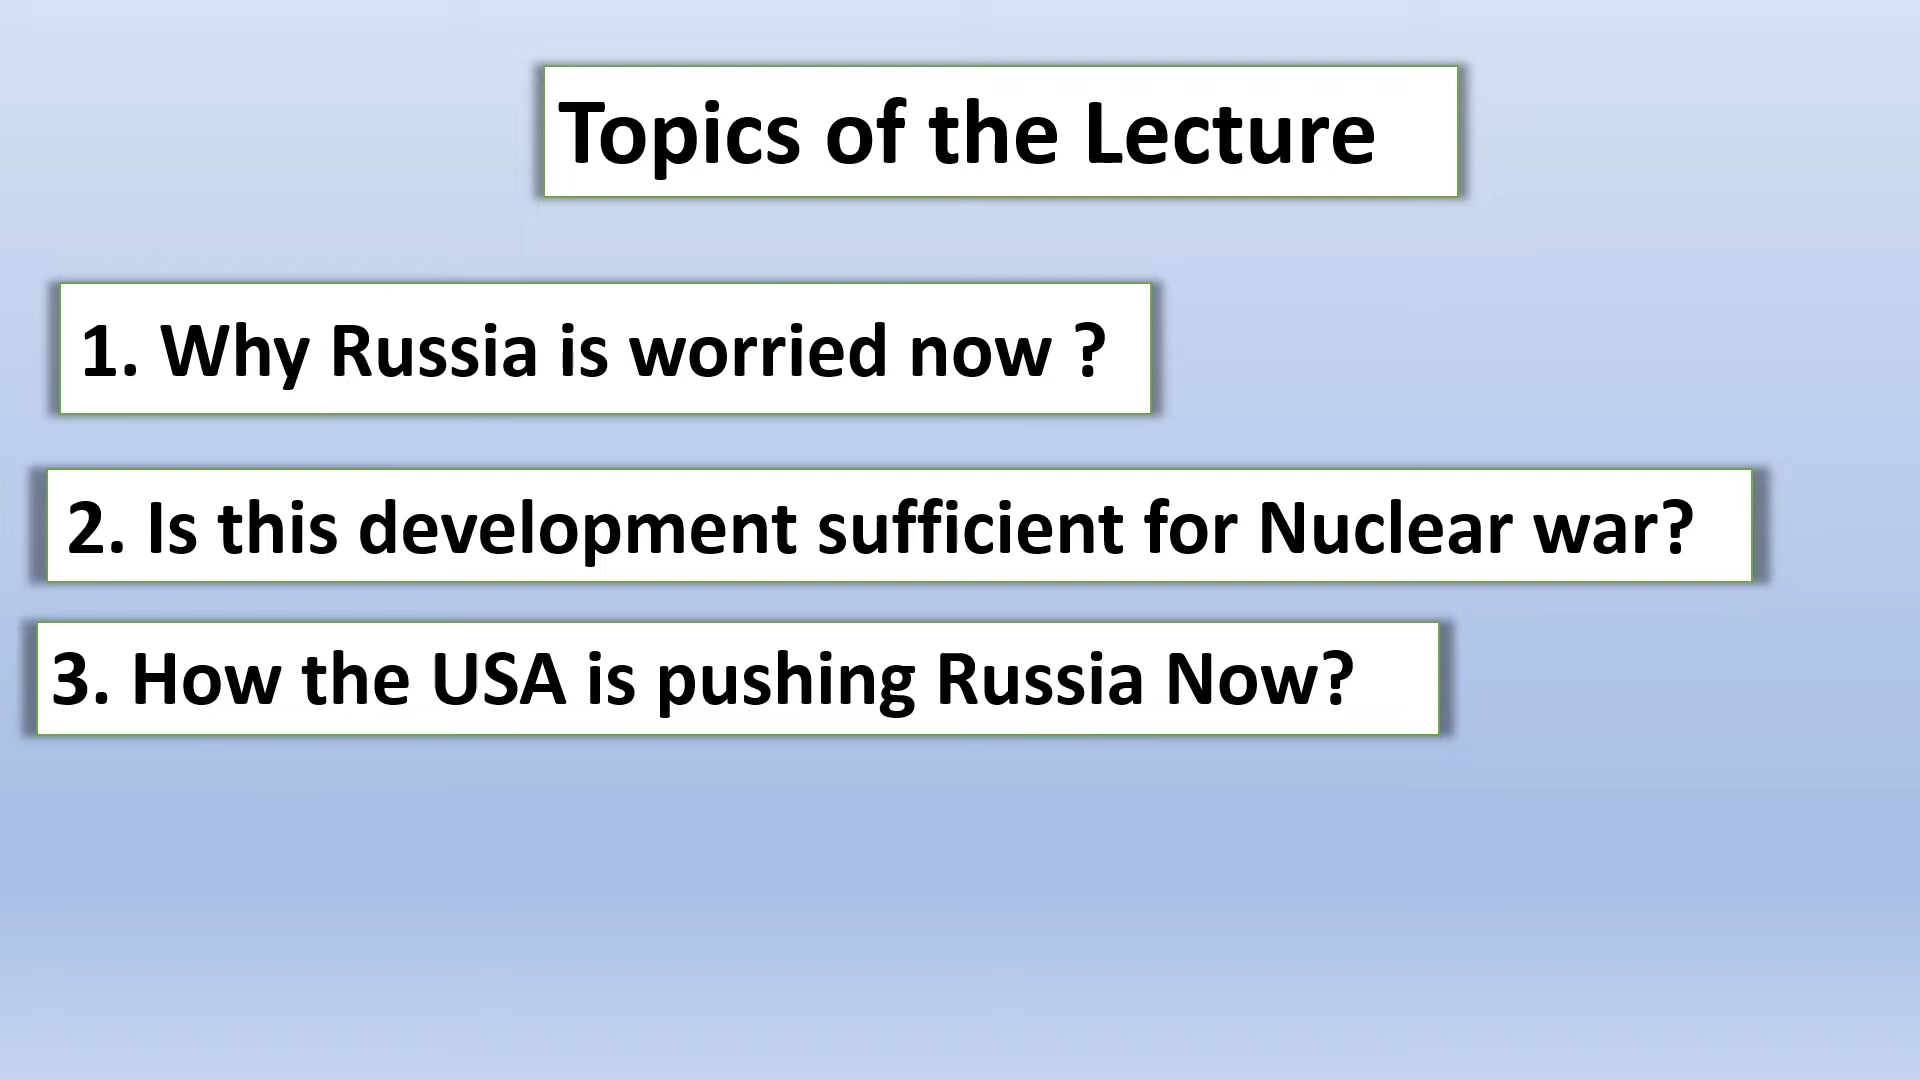 Topics of the Lecture
1. Why Russia is worried now ?
2. Is this development sufficient for Nuclear war?
3. How the USA is pushing Russia Now?